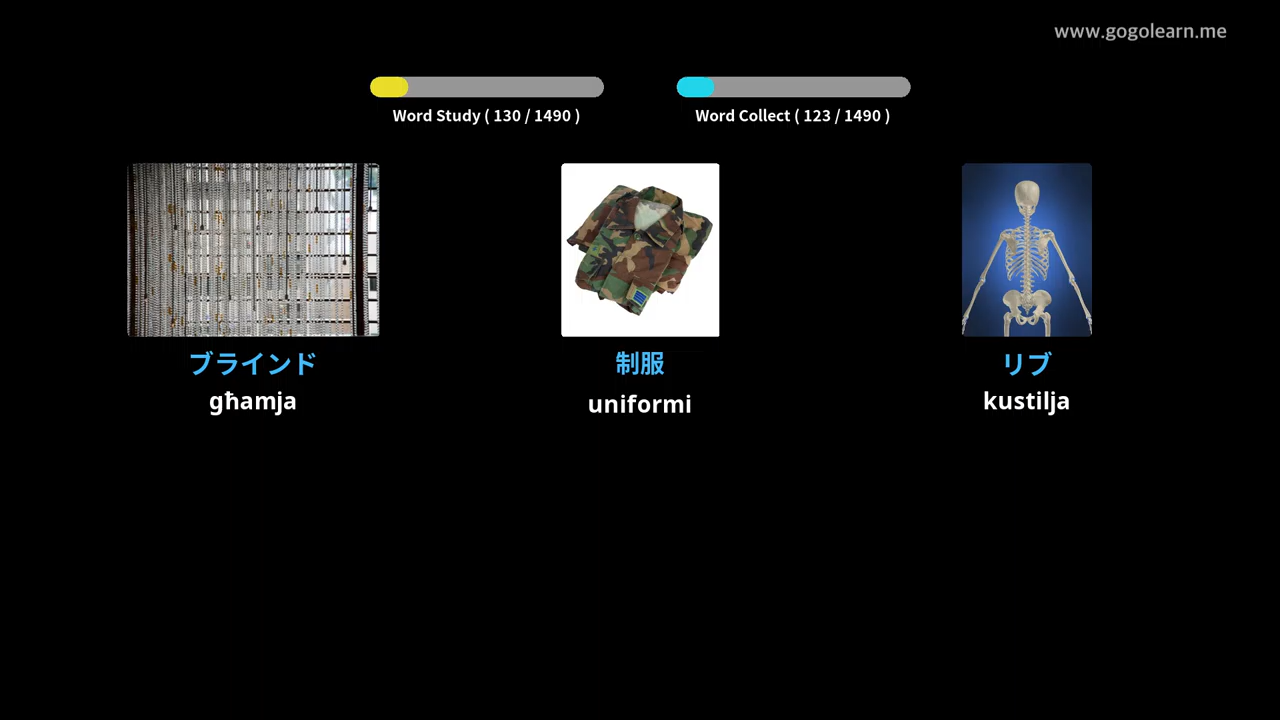 www.gogolearn.me
Word Study ( 130 / 1490 )
Word Collect ( 123 / 1490 )
ブラインド
għamja
制服
uniformi
リブ
kustilja